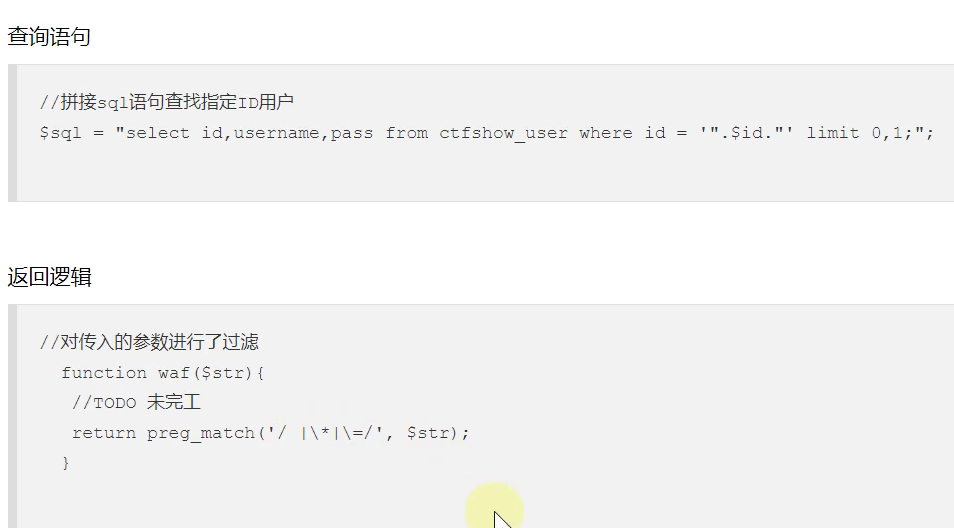 查询语句
//拼接sql语句查找指定ID用户
$sql = "select id,username,pass from ctfshow_user where id = '".$id."' limit 0,1;";
返回逻辑
//对传入的参数进行了过滤
function waf($str){
//TODO 未完工
return preg_match('/ |\*|\=/', $str);
}